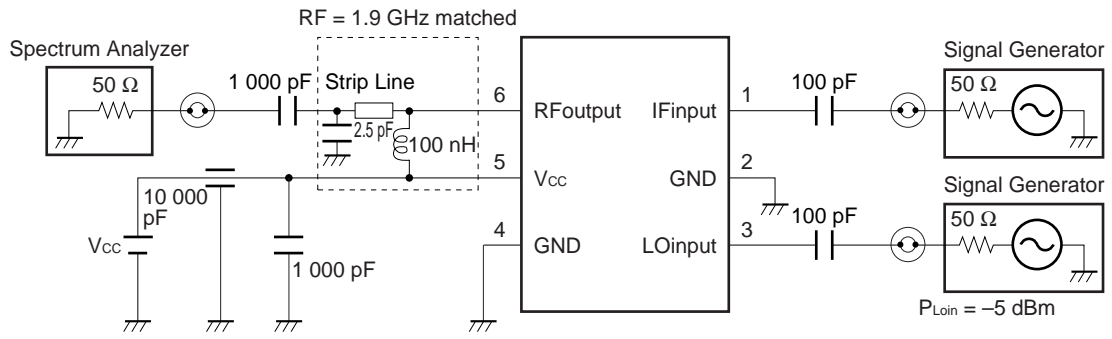 RF = 1.9 GHz matched
Spectrum Analyzer
50 Ω
1 000 pF
Strip Line
2.5 pF
100 nH
6
RFoutput
5
Vcc
4
GND
IFinput
1
GND
2
LOinput
3
100 pF
Signal Generator
50 Ω
100 pF
Signal Generator
50 Ω
PLoin = –5 dBm
10 000
pF
Vcc
1 000 pF